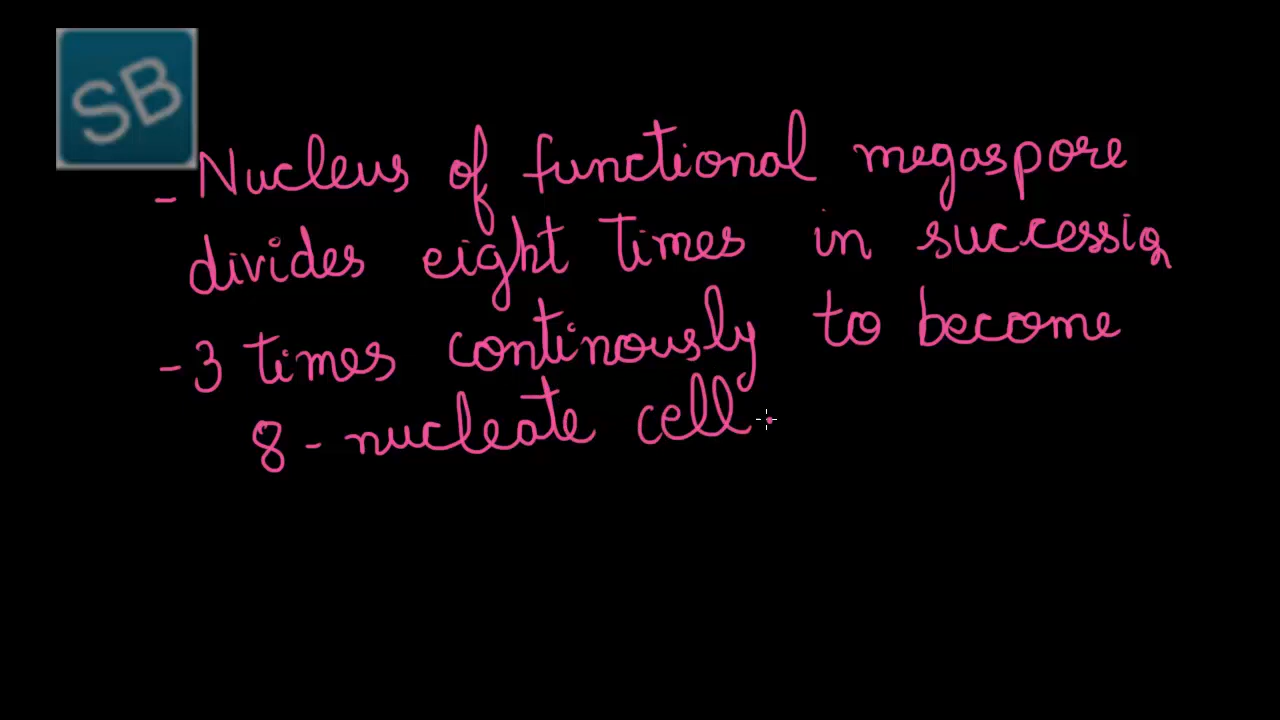 SB
- Nucleus of functional megaspore
divides eight times in successio
- 3 times continously to become
8 - nucleate cell